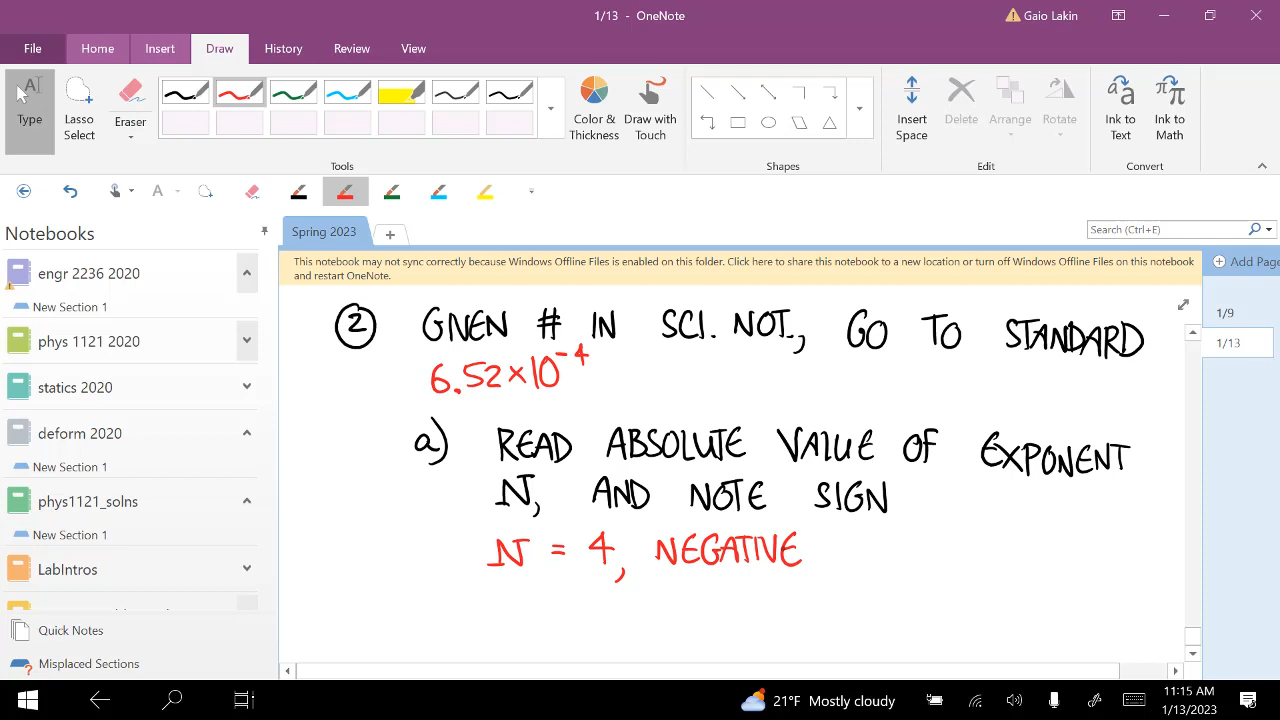 1/13 - OneNote
Gaio Lakin
File Home Insert Draw History Review View
Type
Lasso Select
Eraser
Color & Thickness
Draw with Touch
Insert Space
Delete
Arrange
Rotate
Ink to Text
Ink to Math
Tools
Shapes
Edit
Convert
Notebooks
Spring 2023
Search (Ctrl+E)
This notebook may not sync correctly because Windows Offline Files is enabled on this folder. Click here to share this notebook to a new location or turn off Windows Offline Files on this notebook
and restart OneNote.
Add Page
1/9
1/13
engr 2236 2020
New Section 1
phys 1121 2020
statics 2020
deform 2020
New Section 1
phys1121_solns
New Section 1
LabIntros
Quick Notes
Misplaced Sections
② GIVEN # IN SCI. NOT., GO TO STANDARD
6.52×10⁻⁴
a) READ ABSOLUTE VALUE OF EXPONENT
N, AND NOTE SIGN
N = 4, NEGATIVE
21°F Mostly cloudy
11:15 AM
1/13/2023